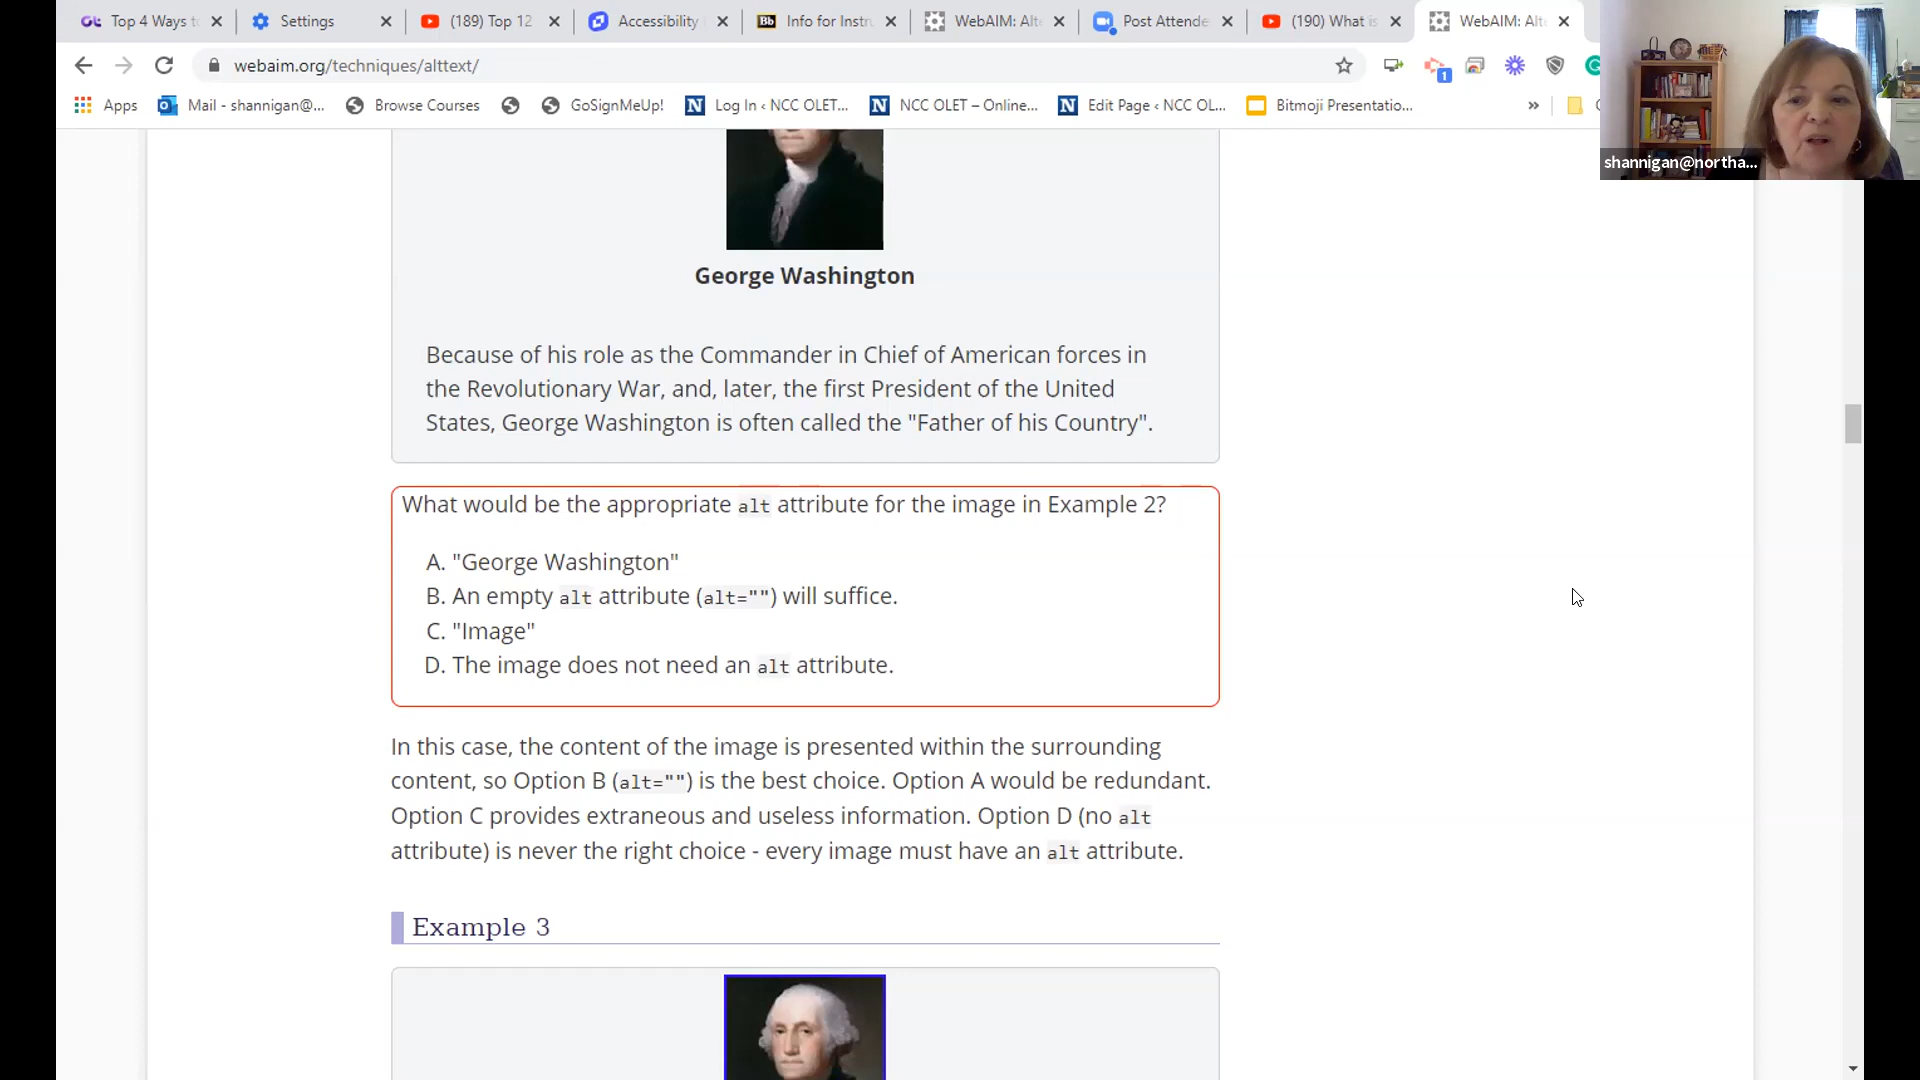 Top 4 Ways to
Settings
(189) Top 12
Accessibility
Info for Instru
WebAIM: Alt
Post Attende
(190) What is
WebAIM: Alt
webaim.org/techniques/alttext/
1
Apps
Mail - shannigan@...
Browse Courses
GoSignMeUp!
N
Log In ‹ NCC OLET...
N
NCC OLET – Online...
N
Edit Page ‹ NCC OL...
Bitmoji Presentatio...
»
shannigan@northa...
George Washington
Because of his role as the Commander in Chief of American forces in
the Revolutionary War, and, later, the first President of the United
States, George Washington is often called the "Father of his Country".
What would be the appropriate alt attribute for the image in Example 2?
A. "George Washington"
B. An empty alt attribute (alt="") will suffice.
C. "Image"
D. The image does not need an alt attribute.
In this case, the content of the image is presented within the surrounding
content, so Option B (alt="") is the best choice. Option A would be redundant.
Option C provides extraneous and useless information. Option D (no alt
attribute) is never the right choice - every image must have an alt attribute.
Example 3